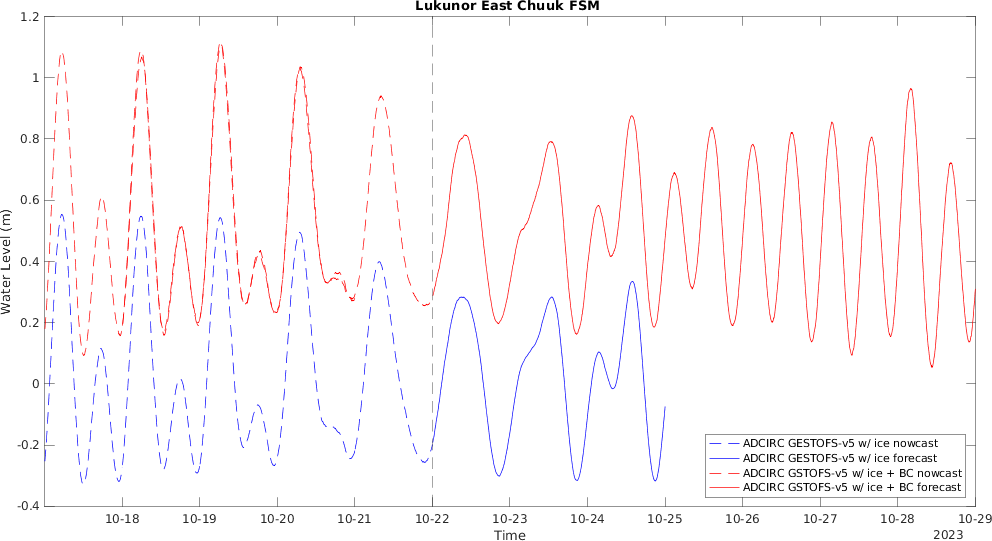 Lukunor East Chuuk FSM
1.2
1
0.8
0.6
0.4
0.2
0
-0.2
-0.4
Water Level (m)
ADCIRC GESTOFS-v5 w/ ice nowcast
ADCIRC GESTOFS-v5 w/ ice forecast
ADCIRC GSTOFS-v5 w/ ice + BC nowcast
ADCIRC GSTOFS-v5 w/ ice + BC forecast
10-18 10-19 10-20 10-21 10-22 10-23 10-24 10-25 10-26 10-27 10-28 10-29
Time
2023